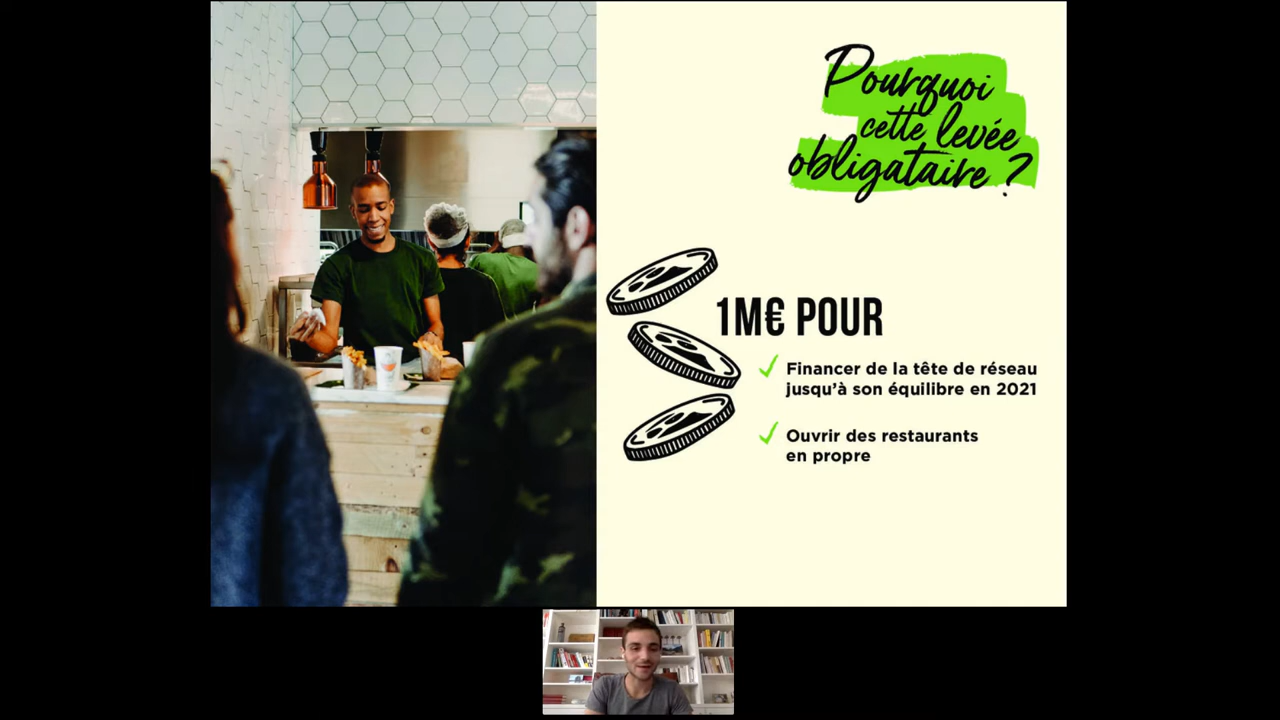 Pourquoi
cette levée
obligataire ?
1M€ POUR
Financer de la tête de réseau
jusqu'à son équilibre en 2021
Ouvrir des restaurants
en propre